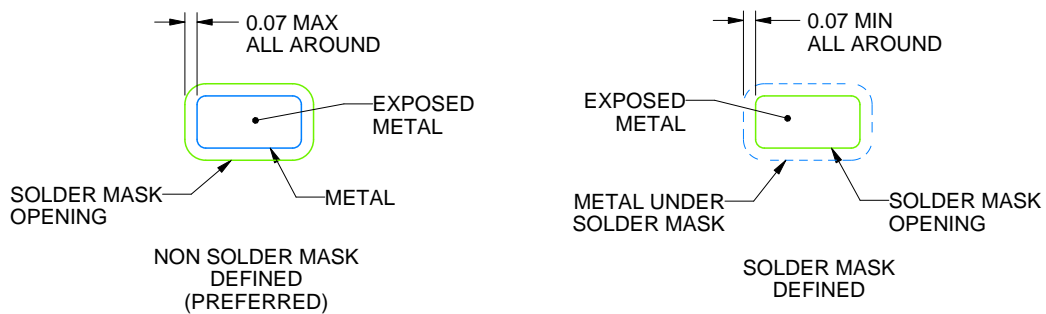 0.07 MAX
ALL AROUND
EXPOSED
METAL
SOLDER MASK
OPENING
METAL
NON SOLDER MASK
DEFINED
(PREFERRED)
0.07 MIN
ALL AROUND
EXPOSED
METAL
METAL UNDER
SOLDER MASK
SOLDER MASK
OPENING
SOLDER MASK
DEFINED